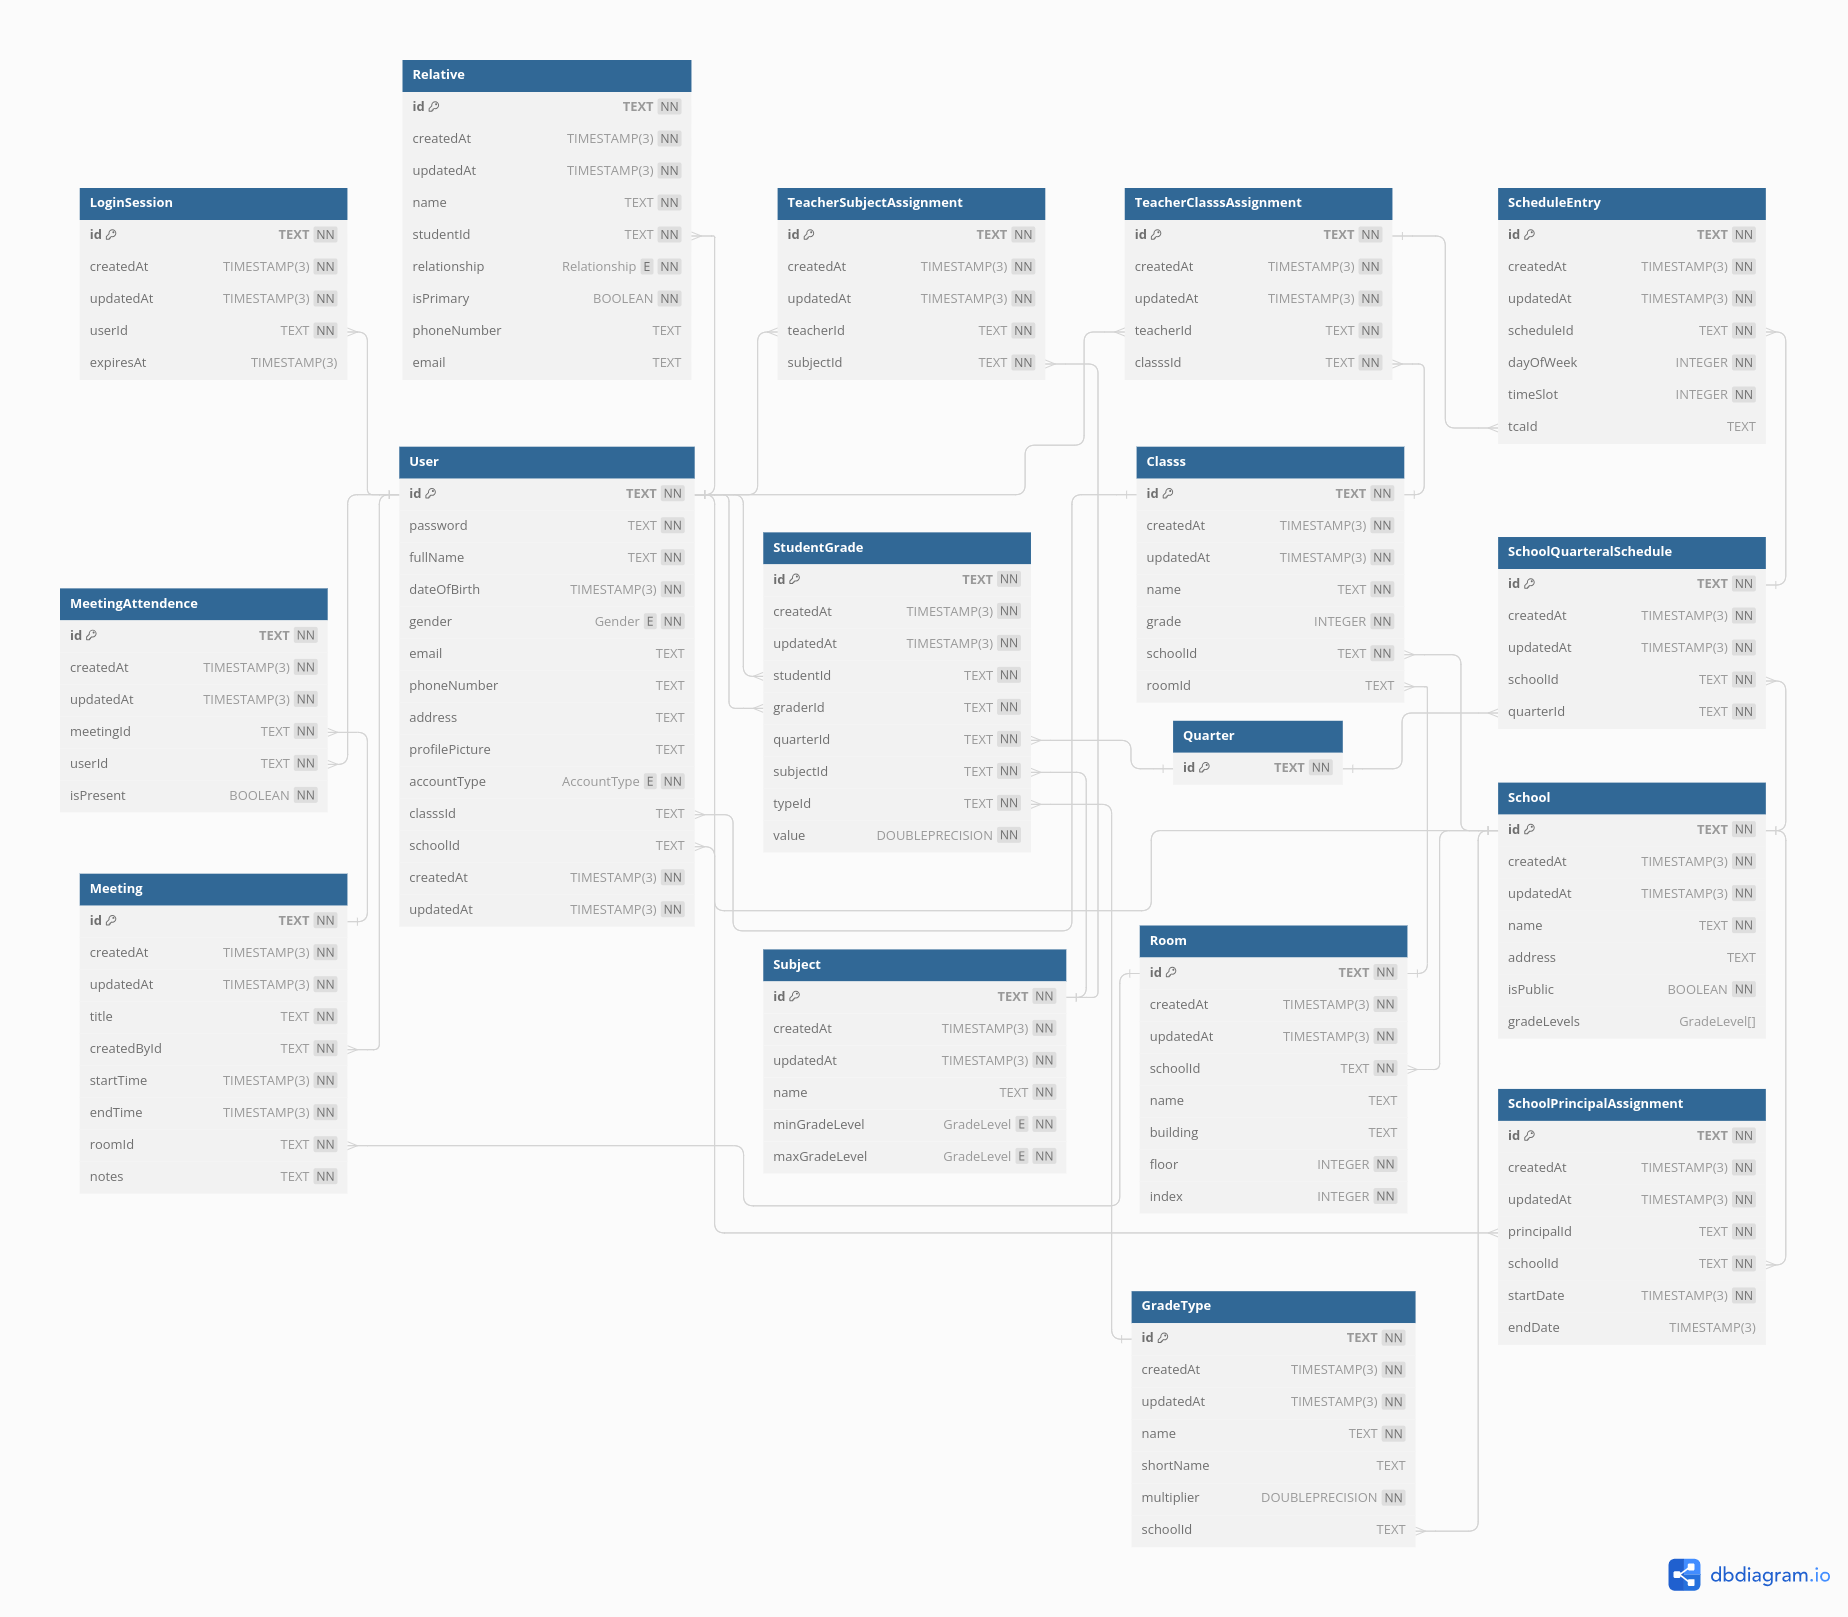 Relative
id TEXT NN
createdAt TIMESTAMP(3) NN
updatedAt TIMESTAMP(3) NN
name TEXT NN
studentId TEXT NN
relationship Relationship E NN
isPrimary BOOLEAN NN
phoneNumber TEXT
email TEXT
LoginSession
id TEXT NN
createdAt TIMESTAMP(3) NN
updatedAt TIMESTAMP(3) NN
userId TEXT NN
expiresAt TIMESTAMP(3)
TeacherSubjectAssignment
id TEXT NN
createdAt TIMESTAMP(3) NN
updatedAt TIMESTAMP(3) NN
teacherId TEXT NN
subjectId TEXT NN
TeacherClasssAssignment
id TEXT NN
createdAt TIMESTAMP(3) NN
updatedAt TIMESTAMP(3) NN
teacherId TEXT NN
classsId TEXT NN
ScheduleEntry
id TEXT NN
createdAt TIMESTAMP(3) NN
updatedAt TIMESTAMP(3) NN
scheduleId TEXT NN
dayOfWeek INTEGER NN
timeSlot INTEGER NN
tcaId TEXT
User
id TEXT NN
password TEXT NN
fullName TEXT NN
dateOfBirth TIMESTAMP(3) NN
gender Gender E NN
email TEXT
phoneNumber TEXT
address TEXT
profilePicture TEXT
accountType AccountType E NN
classsId TEXT
schoolId TEXT
createdAt TIMESTAMP(3) NN
updatedAt TIMESTAMP(3) NN
Classs
id TEXT NN
createdAt TIMESTAMP(3) NN
updatedAt TIMESTAMP(3) NN
name TEXT NN
grade INTEGER NN
schoolId TEXT NN
roomId TEXT
StudentGrade
id TEXT NN
createdAt TIMESTAMP(3) NN
updatedAt TIMESTAMP(3) NN
studentId TEXT NN
graderId TEXT NN
quarterId TEXT NN
subjectId TEXT NN
typeId TEXT NN
value DOUBLEPRECISION NN
SchoolQuarteralSchedule
id TEXT NN
createdAt TIMESTAMP(3) NN
updatedAt TIMESTAMP(3) NN
schoolId TEXT NN
quarterId TEXT NN
MeetingAttendence
id TEXT NN
createdAt TIMESTAMP(3) NN
updatedAt TIMESTAMP(3) NN
meetingId TEXT NN
userId TEXT NN
isPresent BOOLEAN NN
Quarter
id TEXT NN
School
id TEXT NN
createdAt TIMESTAMP(3) NN
updatedAt TIMESTAMP(3) NN
name TEXT NN
address TEXT
isPublic BOOLEAN NN
gradeLevels GradeLevel[]
Meeting
id TEXT NN
createdAt TIMESTAMP(3) NN
updatedAt TIMESTAMP(3) NN
title TEXT NN
createdById TEXT NN
startTime TIMESTAMP(3) NN
endTime TIMESTAMP(3) NN
roomId TEXT NN
notes TEXT NN
Room
id TEXT NN
createdAt TIMESTAMP(3) NN
updatedAt TIMESTAMP(3) NN
schoolId TEXT NN
name TEXT
building TEXT
floor INTEGER NN
index INTEGER NN
Subject
id TEXT NN
createdAt TIMESTAMP(3) NN
updatedAt TIMESTAMP(3) NN
name TEXT NN
minGradeLevel GradeLevel E NN
maxGradeLevel GradeLevel E NN
SchoolPrincipalAssignment
id TEXT NN
createdAt TIMESTAMP(3) NN
updatedAt TIMESTAMP(3) NN
principalId TEXT NN
schoolId TEXT NN
startDate TIMESTAMP(3) NN
endDate TIMESTAMP(3)
GradeType
id TEXT NN
createdAt TIMESTAMP(3) NN
updatedAt TIMESTAMP(3) NN
name TEXT NN
shortName TEXT
multiplier DOUBLEPRECISION NN
schoolId TEXT
dbdiagram.io